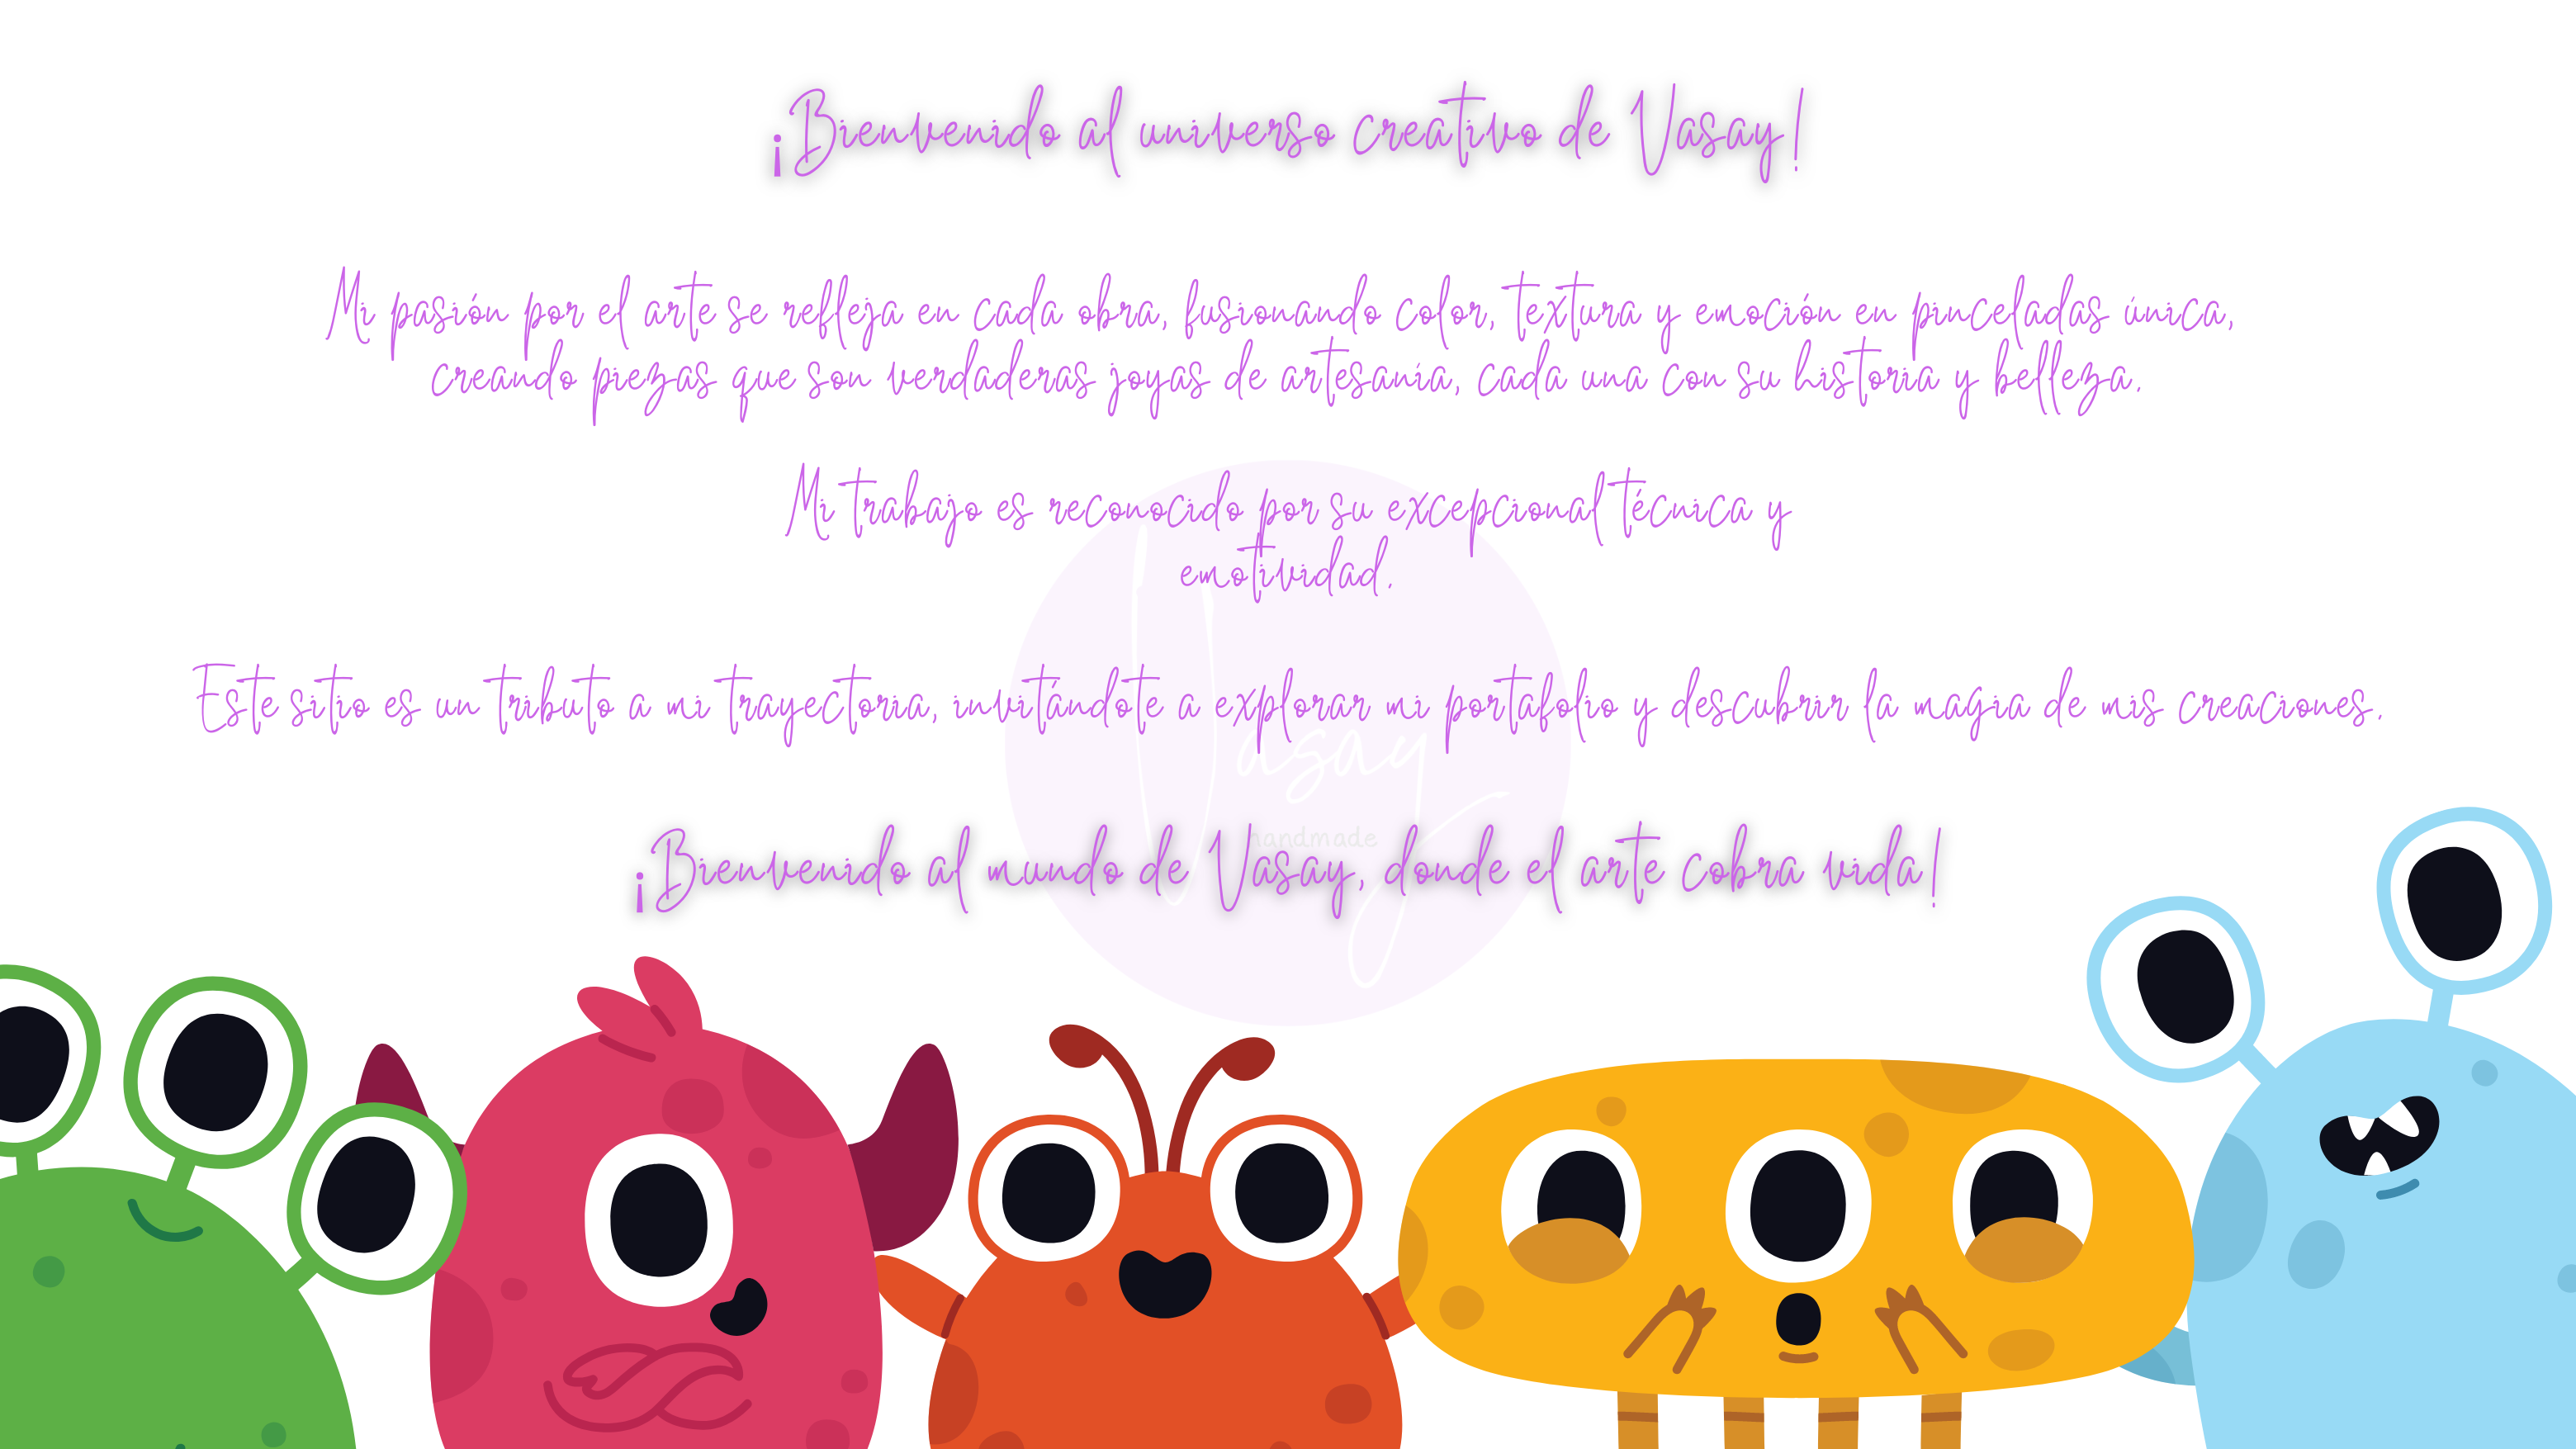 ¡Bienvenido al universo creativo de Vasay!
Mi pasión por el arte se refleja en cada obra, fusionando color, textura y emoción en pinceladas única,
creando piezas que son verdaderas joyas de artesanía, cada una con su historia y belleza.
Mi trabajo es reconocido por su excepcional técnica y
emotividad.
Este sitio es un tributo a mi trayectoria, invitándote a explorar mi portafolio y descubrir la magia de mis creaciones.
Vasay
handmade
¡Bienvenido al mundo de Vasay, donde el arte cobra vida!